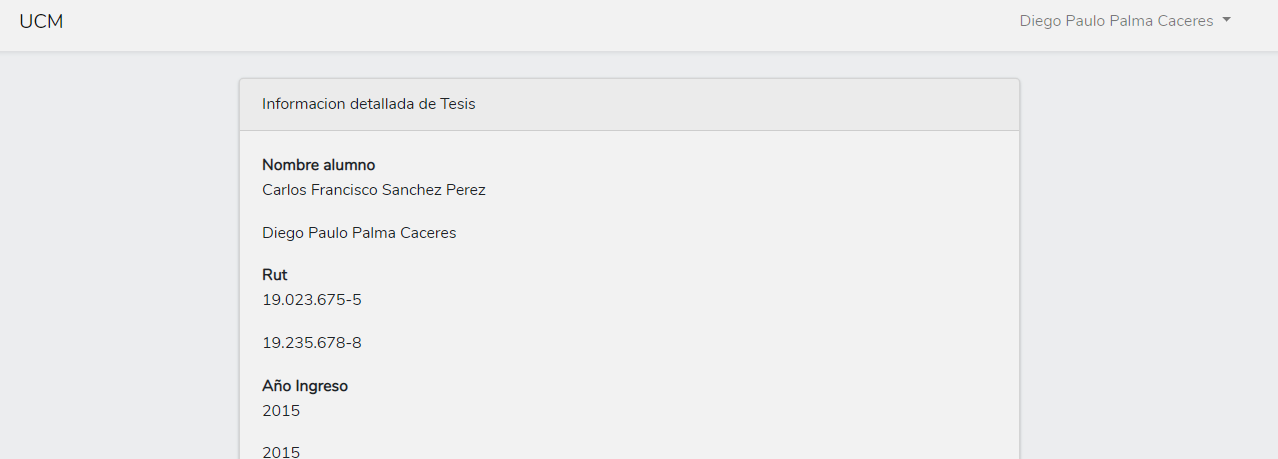 UCM
Diego Paulo Palma Caceres
Informacion detallada de Tesis
Nombre alumno
Carlos Francisco Sanchez Perez
Diego Paulo Palma Caceres
Rut
19.023.675-5
19.235.678-8
Año Ingreso
2015
2015